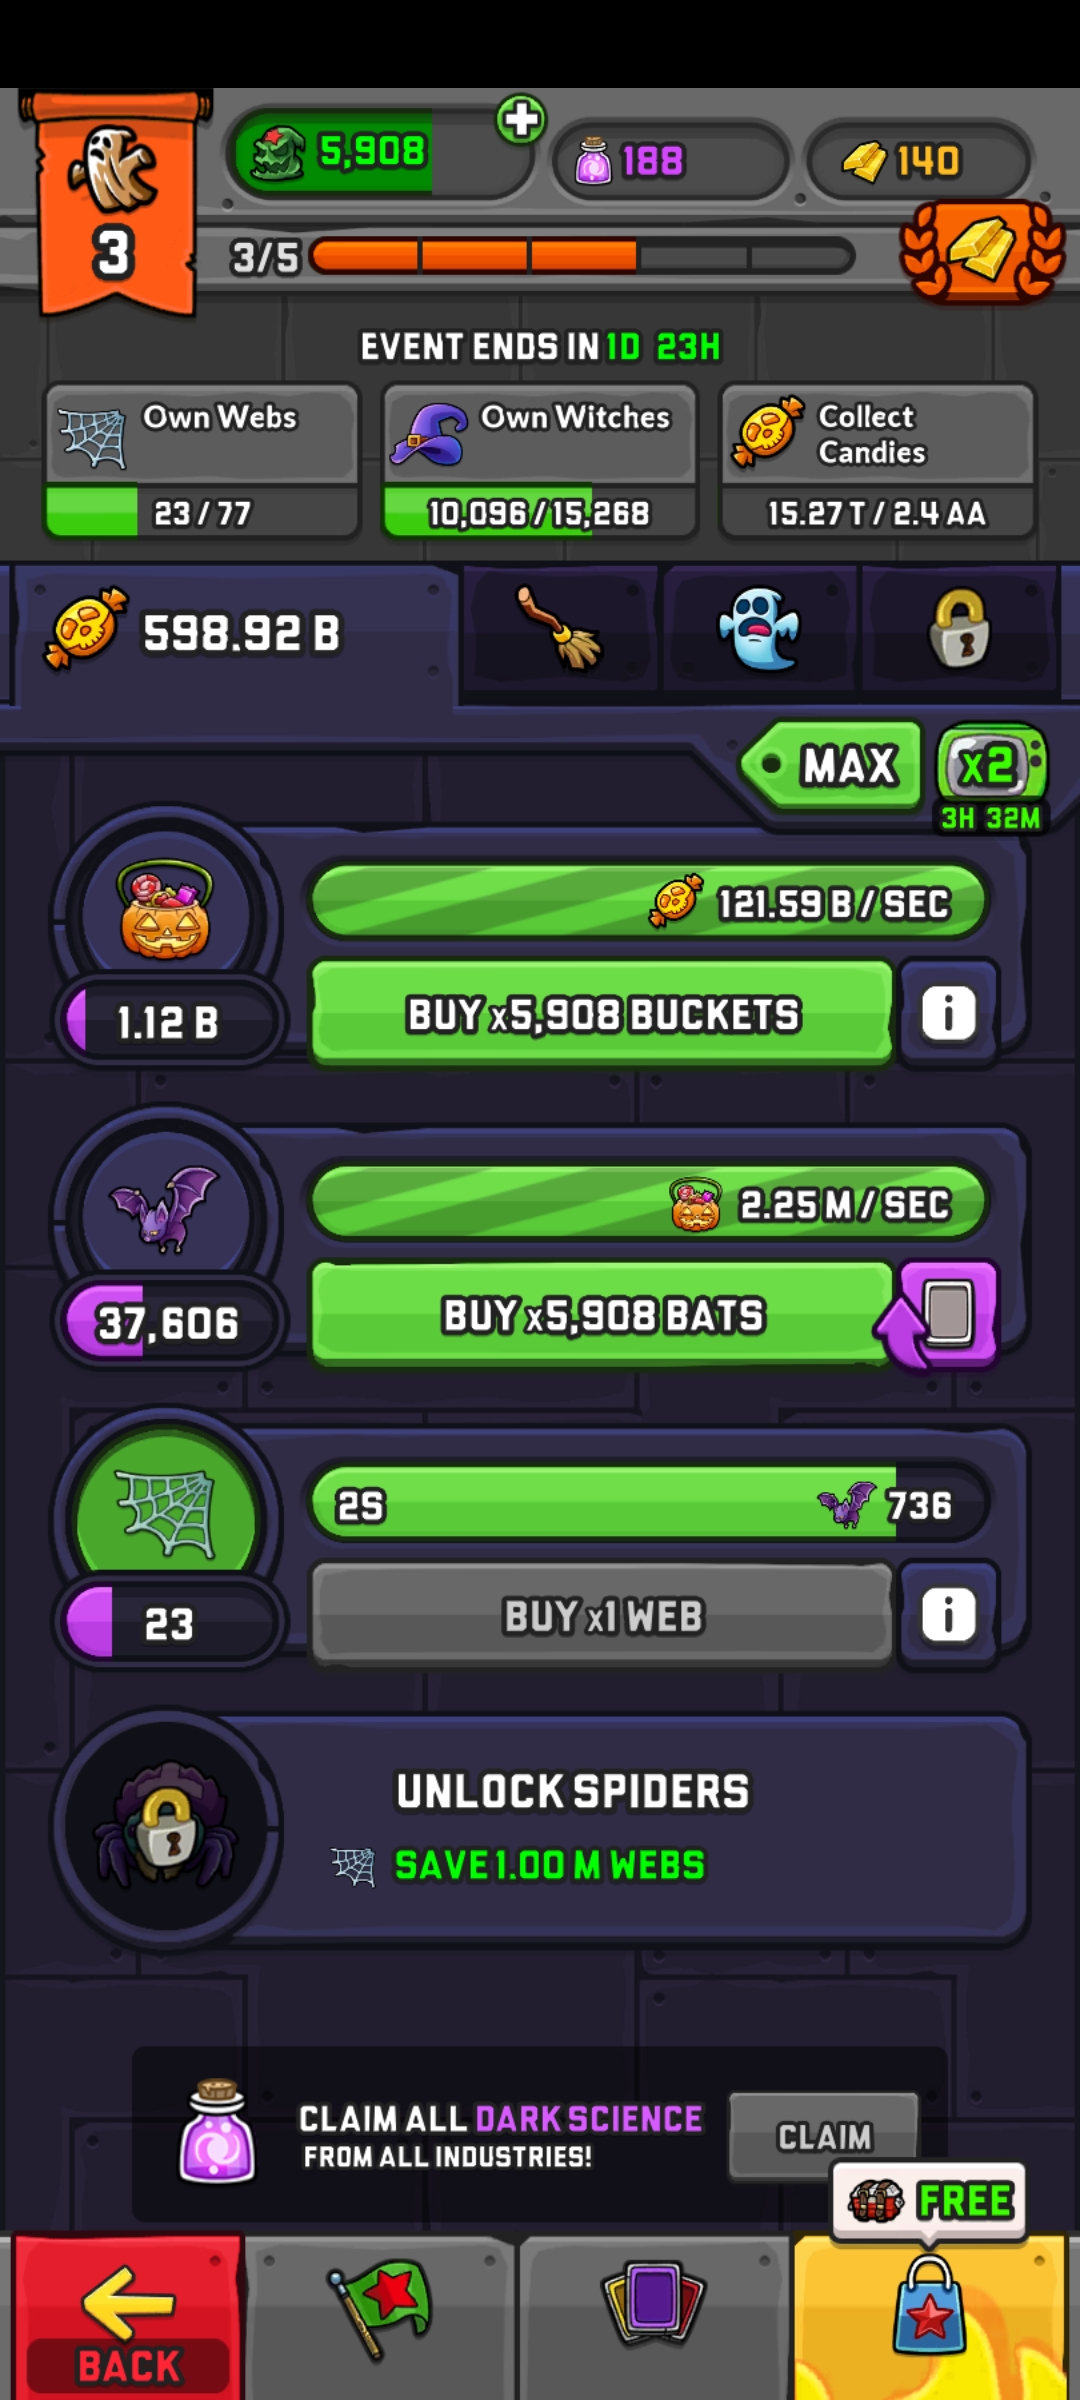 5,908
188
140
3
3/5
EVENT ENDS IN 1D 23H
Own Webs
23 / 77
Own Witches
10,096 / 15,268
Collect
Candies
15.27 T / 2.4 AA
598.92 B
MAX
x2
3H 32M
121.59 B / SEC
1.12 B
BUY x5,908 BUCKETS
i
2.25 M / SEC
37,606
BUY x5,908 BATS
2S
736
23
BUY x1 WEB
i
UNLOCK SPIDERS
SAVE 1.00 M WEBS
CLAIM ALL DARK SCIENCE
FROM ALL INDUSTRIES!
CLAIM
FREE
BACK